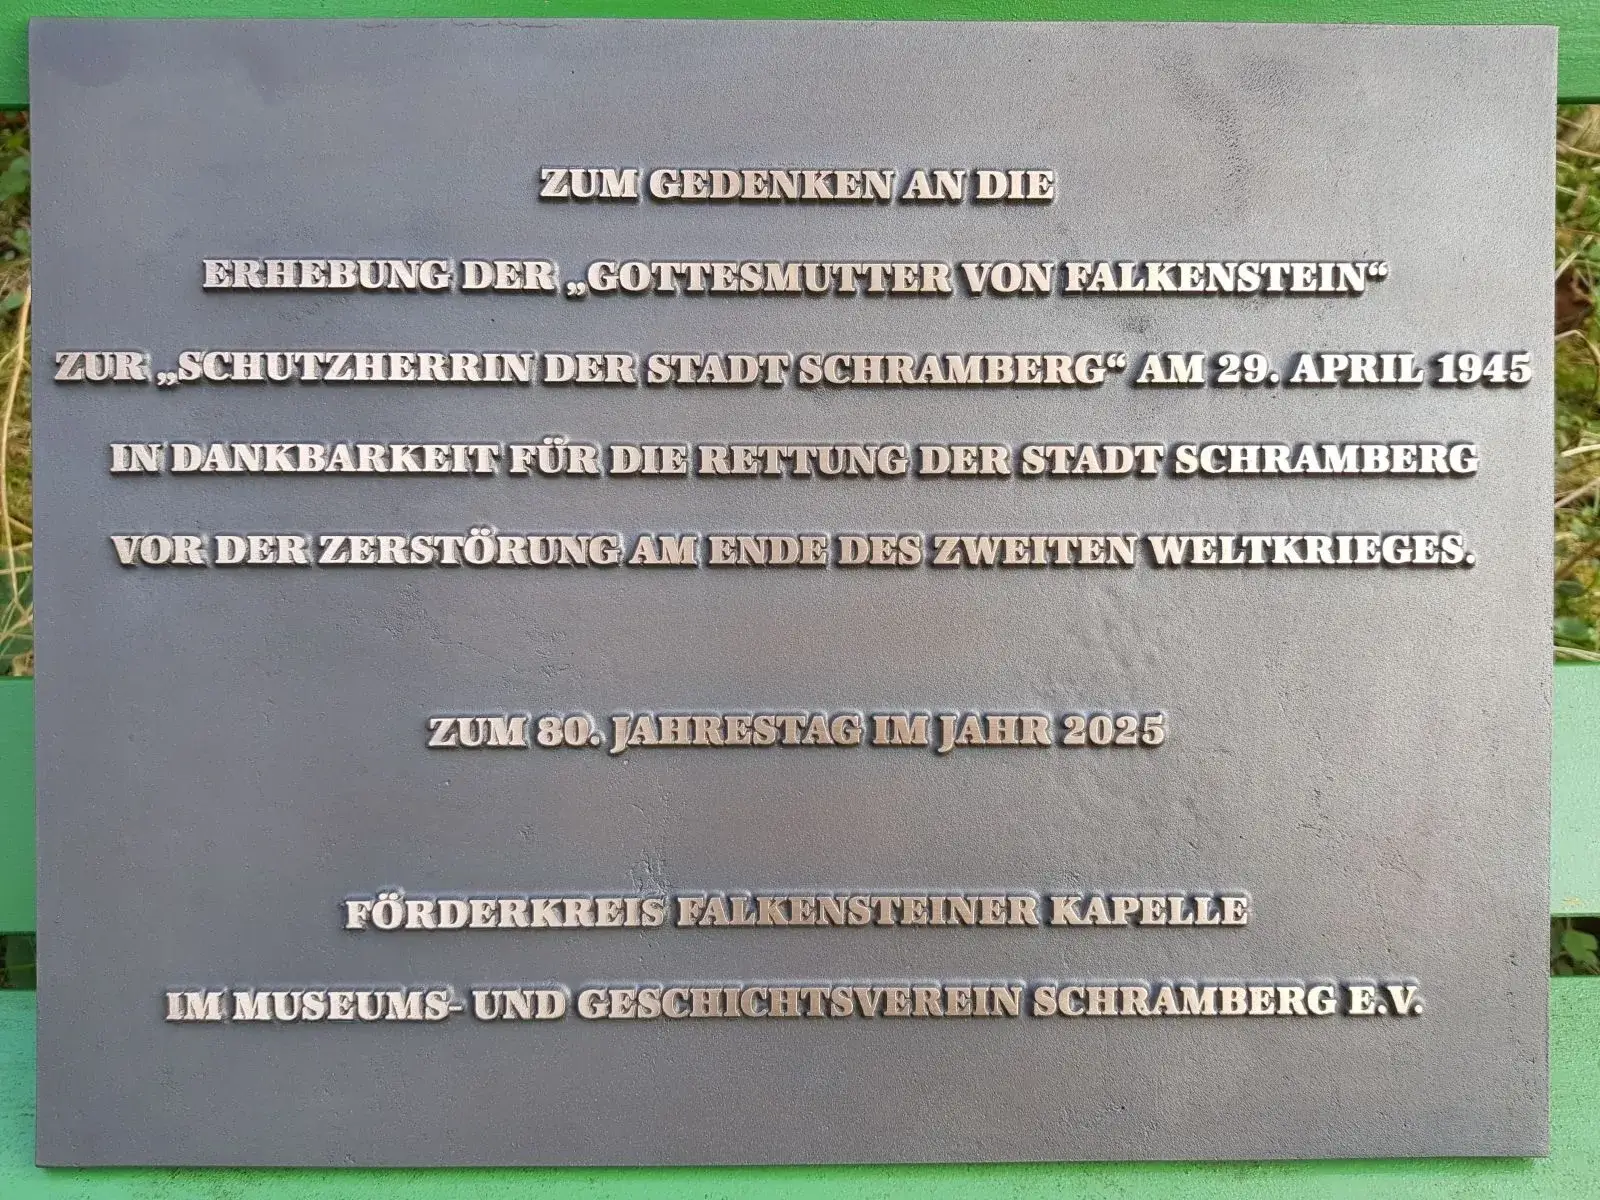 ZUM GEDENKEN AN DIE
ERHEBUNG DER „GOTTESMUTTER VON FALKENSTEIN“
ZUR „SCHUTZHERRIN DER STADT SCHRAMBERG“ AM 29. APRIL 1945
IN DANKBARKEIT FÜR DIE RETTUNG DER STADT SCHRAMBERG
VOR DER ZERSTÖRUNG AM ENDE DES ZWEITEN WELTKRIEGES.
ZUM 80. JAHRESTAG IM JAHR 2025
FÖRDERKREIS FALKENSTEINER KAPELLE
IM MUSEUMS- UND GESCHICHTSVEREIN SCHRAMBERG E.V.